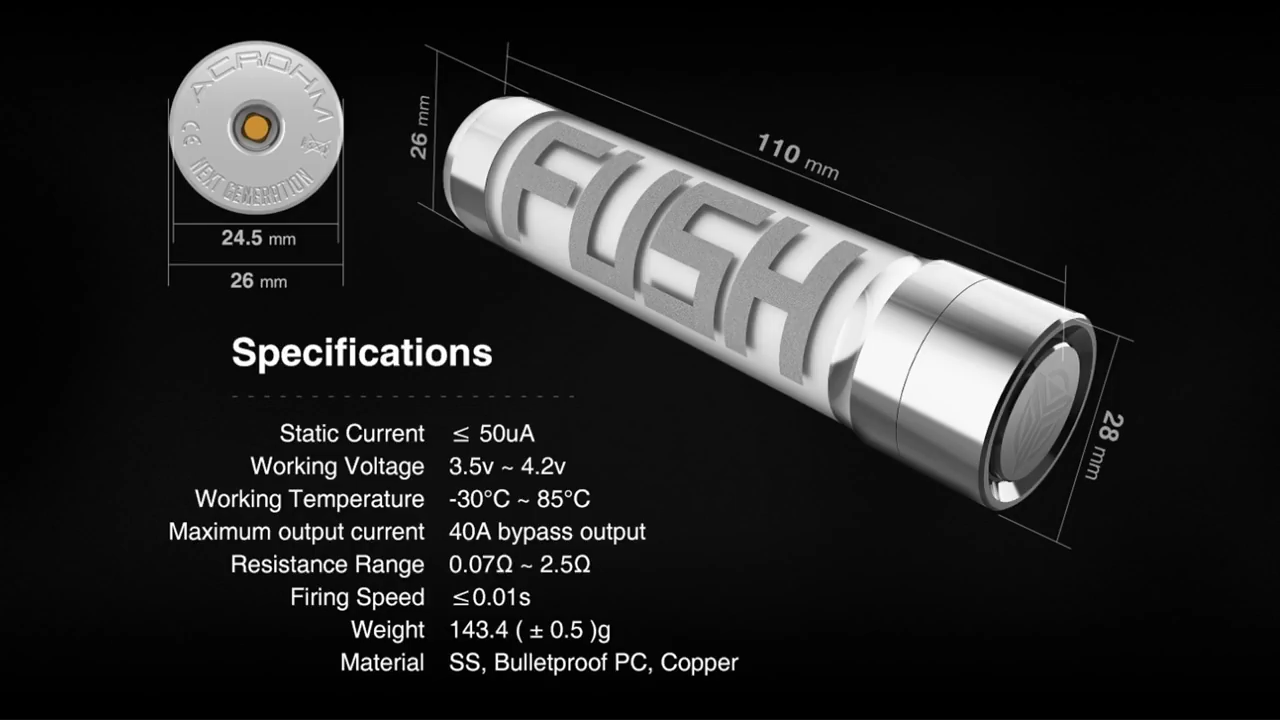 ACROHM
CE
NEXT GENERATION
24.5 mm
26 mm
26 mm
110 mm
28 mm
FUSH
Specifications
Static Current ≤ 50uA
Working Voltage 3.5v ~ 4.2v
Working Temperature -30°C ~ 85°C
Maximum output current 40A bypass output
Resistance Range 0.07Ω ~ 2.5Ω
Firing Speed ≤0.01s
Weight 143.4 ( ± 0.5 )g
Material SS, Bulletproof PC, Copper